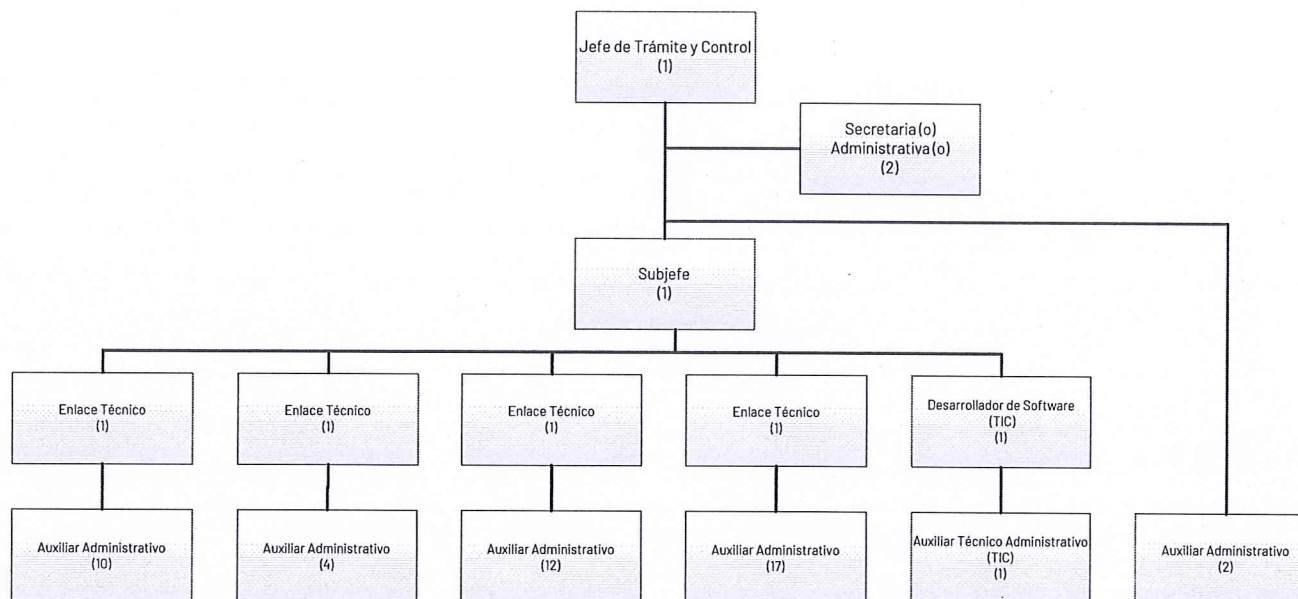 Jefe de Trámite y Control
(1)
Secretaria(o)
Administrativa(o)
(2)
Subjefe
(1)
Enlace Técnico
(1)
Enlace Técnico
(1)
Enlace Técnico
(1)
Enlace Técnico
(1)
Desarrollador de Software
(TIC)
(1)
Auxiliar Administrativo
(10)
Auxiliar Administrativo
(4)
Auxiliar Administrativo
(12)
Auxiliar Administrativo
(17)
Auxiliar Técnico Administrativo
(TIC)
(1)
Auxiliar Administrativo
(2)